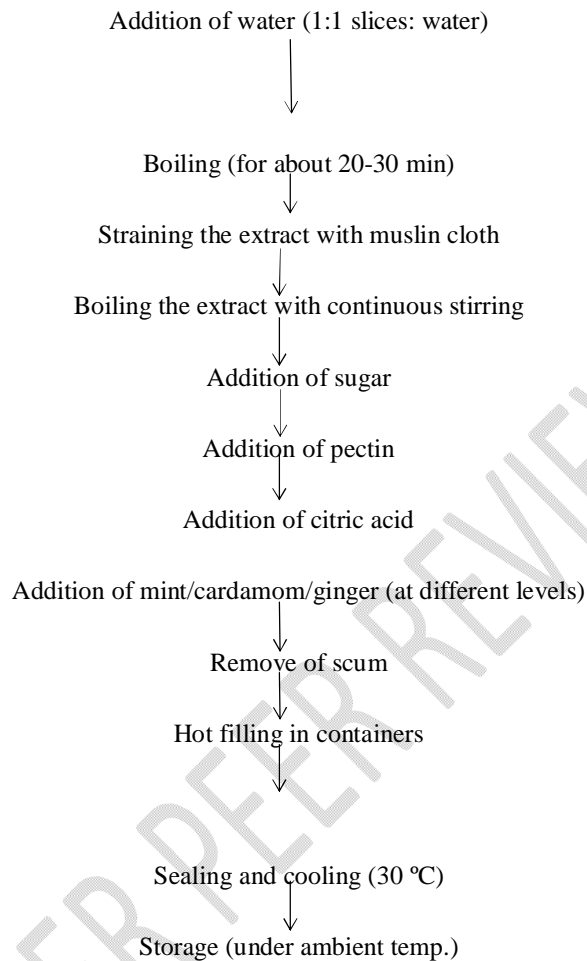 Addition of water (1:1 slices: water)
Boiling (for about 20-30 min)
Straining the extract with muslin cloth
Boiling the extract with continuous stirring
Addition of sugar
Addition of pectin
Addition of citric acid
Addition of mint/cardamom/ginger (at different levels)
Remove of scum
Hot filling in containers
Sealing and cooling (30 ºC)
Storage (under ambient temp.)
PEER REVIE